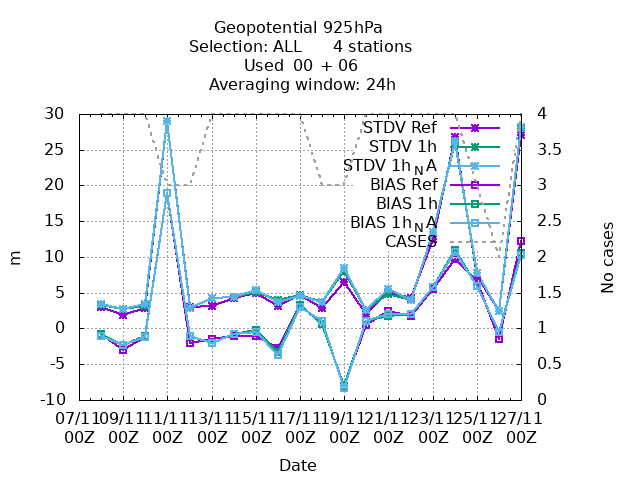 Geopotential 925hPa
Selection: ALL 4 stations
Used 00 + 06
Averaging window: 24h
STDV Ref
STDV 1h
STDV 1h_NA
BIAS Ref
BIAS 1h
BIAS 1h_NA
CASES
30
25
20
15
10
5
0
-5
-10
m
4
3.5
3
2.5
2
1.5
1
0.5
0
No cases
07/11 09/11 11/11 13/11 15/11 17/11 19/11 21/11 23/11 25/11 27/11
00Z 00Z 00Z 00Z 00Z 00Z 00Z 00Z 00Z 00Z 00Z
Date